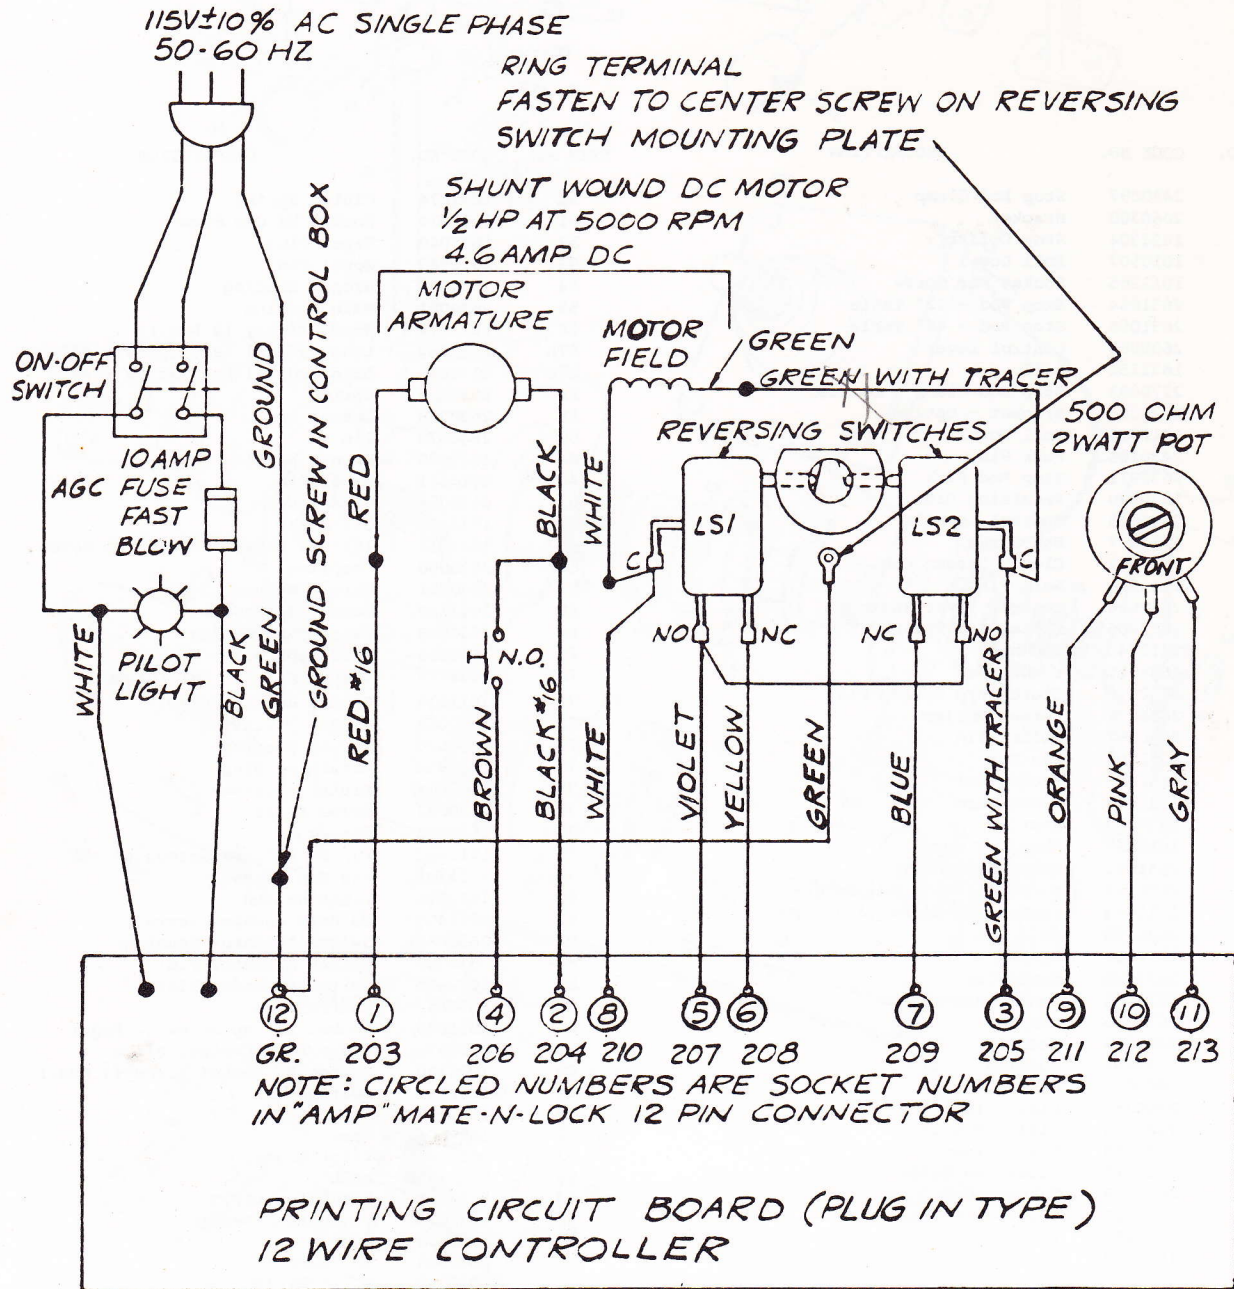 115V±10% AC SINGLE PHASE
50-60 HZ
RING TERMINAL
FASTEN TO CENTER SCREW ON REVERSING
SWITCH MOUNTING PLATE
SHUNT WOUND DC MOTOR
1/2 HP AT 5000 RPM
4.6 AMP DC
MOTOR
ARMATURE
MOTOR
FIELD
GREEN
GREEN WITH TRACER
ON-OFF
SWITCH
GROUND
GROUND SCREW IN CONTROL BOX
500 OHM
2WATT POT
REVERSING SWITCHES
10 AMP
AGC FUSE
FAST
BLOW
RED
BLACK
WHITE
LS1
LS2
FRONT
C
C
NO
NC
NC
NO
N.O.
PILOT
LIGHT
WHITE
BLACK
GREEN
RED #16
BROWN
BLACK #16
WHITE
VIOLET
YELLOW
GREEN
BLUE
GREEN WITH TRACER
ORANGE
PINK
GRAY
12 1 4 2 8 5 6 7 3 9 10 11
GR. 203 206 204 210 207 208 209 205 211 212 213
NOTE: CIRCLED NUMBERS ARE SOCKET NUMBERS
IN "AMP" MATE-N-LOCK 12 PIN CONNECTOR
PRINTING CIRCUIT BOARD (PLUG IN TYPE)
12 WIRE CONTROLLER